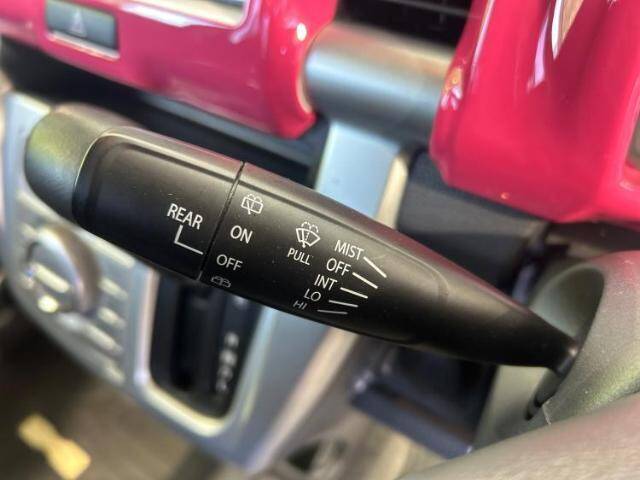 REAR
ON
OFF
PULL
MIST
OFF
INT
LO
HI